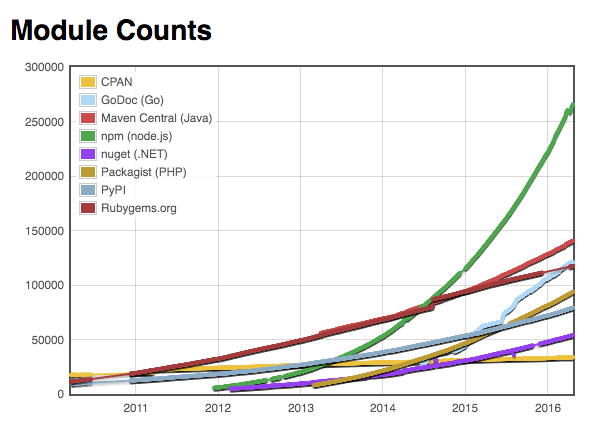 Module Counts
300000
250000
200000
150000
100000
50000
0
CPAN
GoDoc (Go)
Maven Central (Java)
npm (node.js)
nuget (.NET)
Packagist (PHP)
PyPI
Rubygems.org
2011 2012 2013 2014 2015 2016